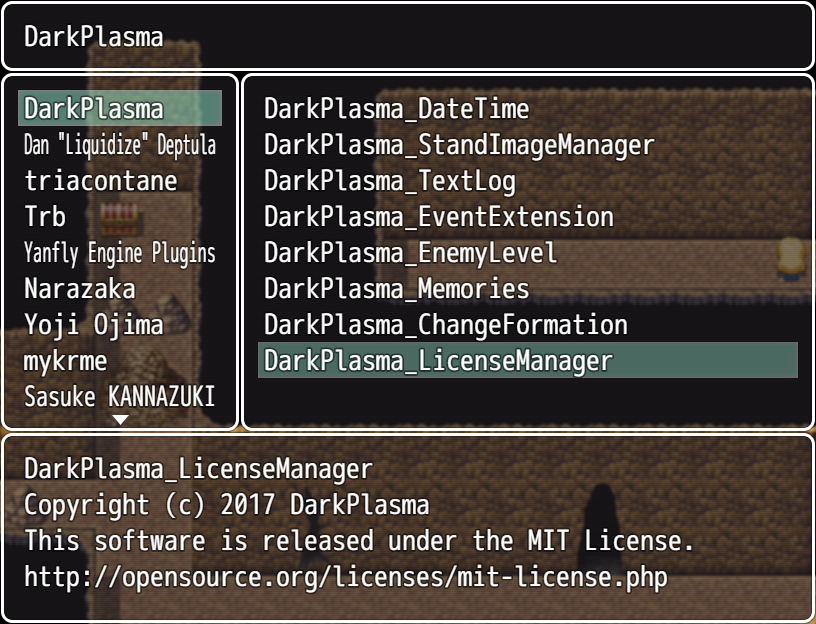 DarkPlasma
DarkPlasma
Dan "Liquidize" Deptula
triacontane
Trb
Yanfly Engine Plugins
Narazaka
Yoji Ojima
mykrme
Sasuke KANNAZUKI
DarkPlasma_DateTime
DarkPlasma_StandImageManager
DarkPlasma_TextLog
DarkPlasma_EventExtension
DarkPlasma_EnemyLevel
DarkPlasma_Memories
DarkPlasma_ChangeFormation
DarkPlasma_LicenseManager
DarkPlasma_LicenseManager
Copyright (c) 2017 DarkPlasma
This software is released under the MIT License.
http://opensource.org/licenses/mit-license.php